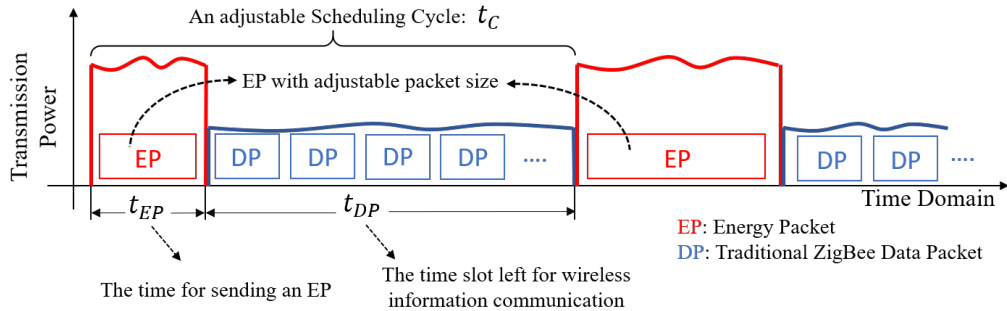 An adjustable Scheduling Cycle: t_C
Transmission
Power
EP with adjustable packet size
EP
DP
DP
DP
DP
....
EP
DP
DP
....
Time Domain
t_EP
t_DP
EP: Energy Packet
DP: Traditional ZigBee Data Packet
The time for sending an EP
The time slot left for wireless
information communication